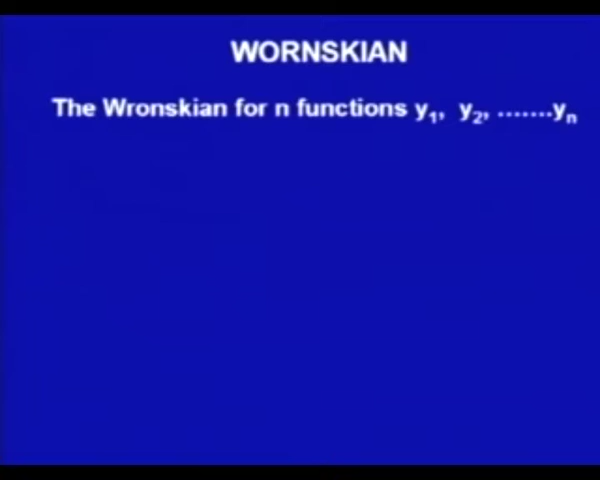 WORNSKIAN
The Wronskian for n functions y₁, y₂, .......yₙ